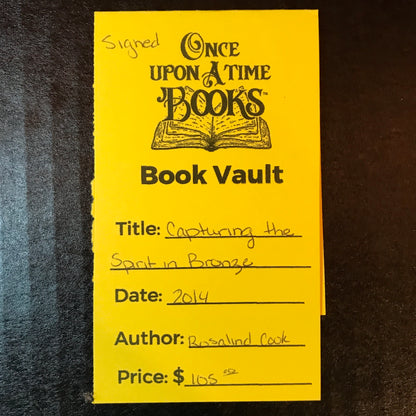 Signed
ONCE
UPON A TIME
BOOKS™
Book Vault
Title: Capturing the
Spirit in Bronze
Date: 2014
Author: Rosalind Cook
Price: $ 105 00